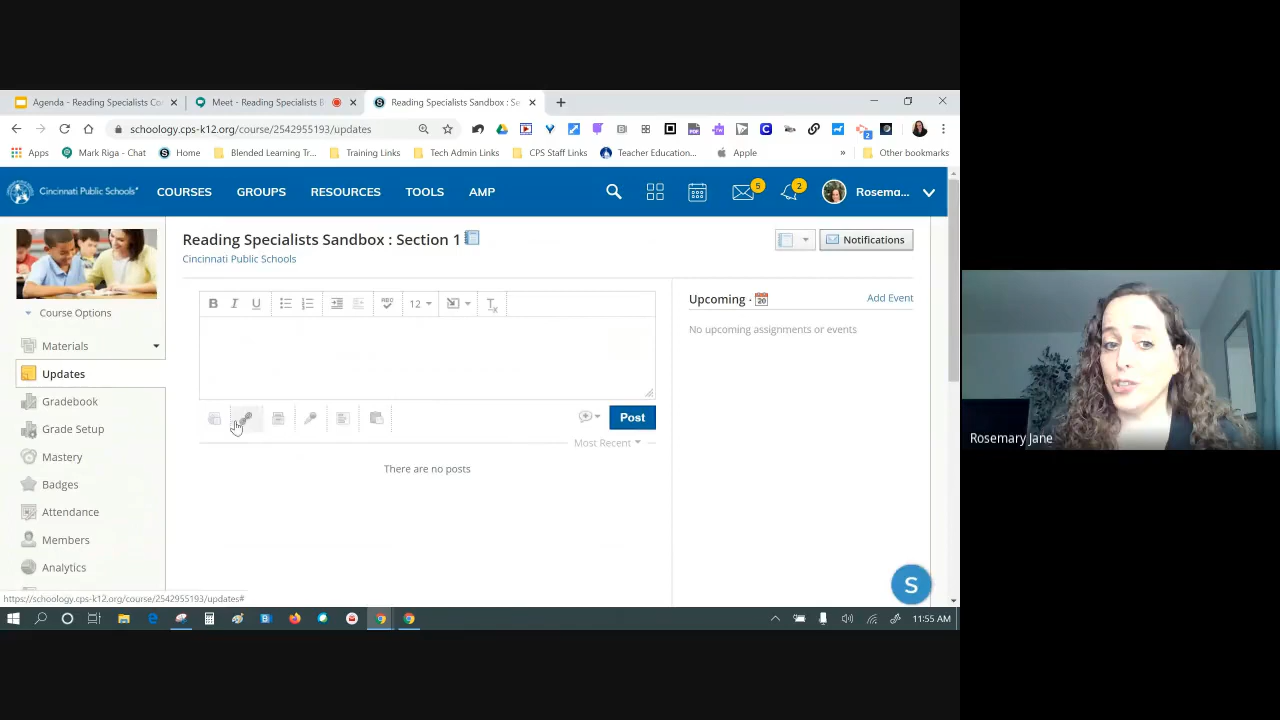 Agenda - Reading Specialists Co
Meet - Reading Specialists B
Reading Specialists Sandbox : Se
schoology.cps-k12.org/course/2542955193/updates
Apps
Mark Riga - Chat
Home
Blended Learning Tr...
Training Links
Tech Admin Links
CPS Staff Links
Teacher Education...
Apple
»
Other bookmarks
Cincinnati Public Schools
COURSES
GROUPS
RESOURCES
TOOLS
AMP
5
2
Rosema...
Reading Specialists Sandbox : Section 1
Cincinnati Public Schools
Notifications
Course Options
Materials
Updates
Gradebook
Grade Setup
Mastery
Badges
Attendance
Members
Analytics
B I U
ABC
12
Tx
Post
Most Recent
There are no posts
Upcoming ·
20
Add Event
No upcoming assignments or events
S
https://schoology.cps-k12.org/course/2542955193/updates#
11:55 AM
Rosemary Jane